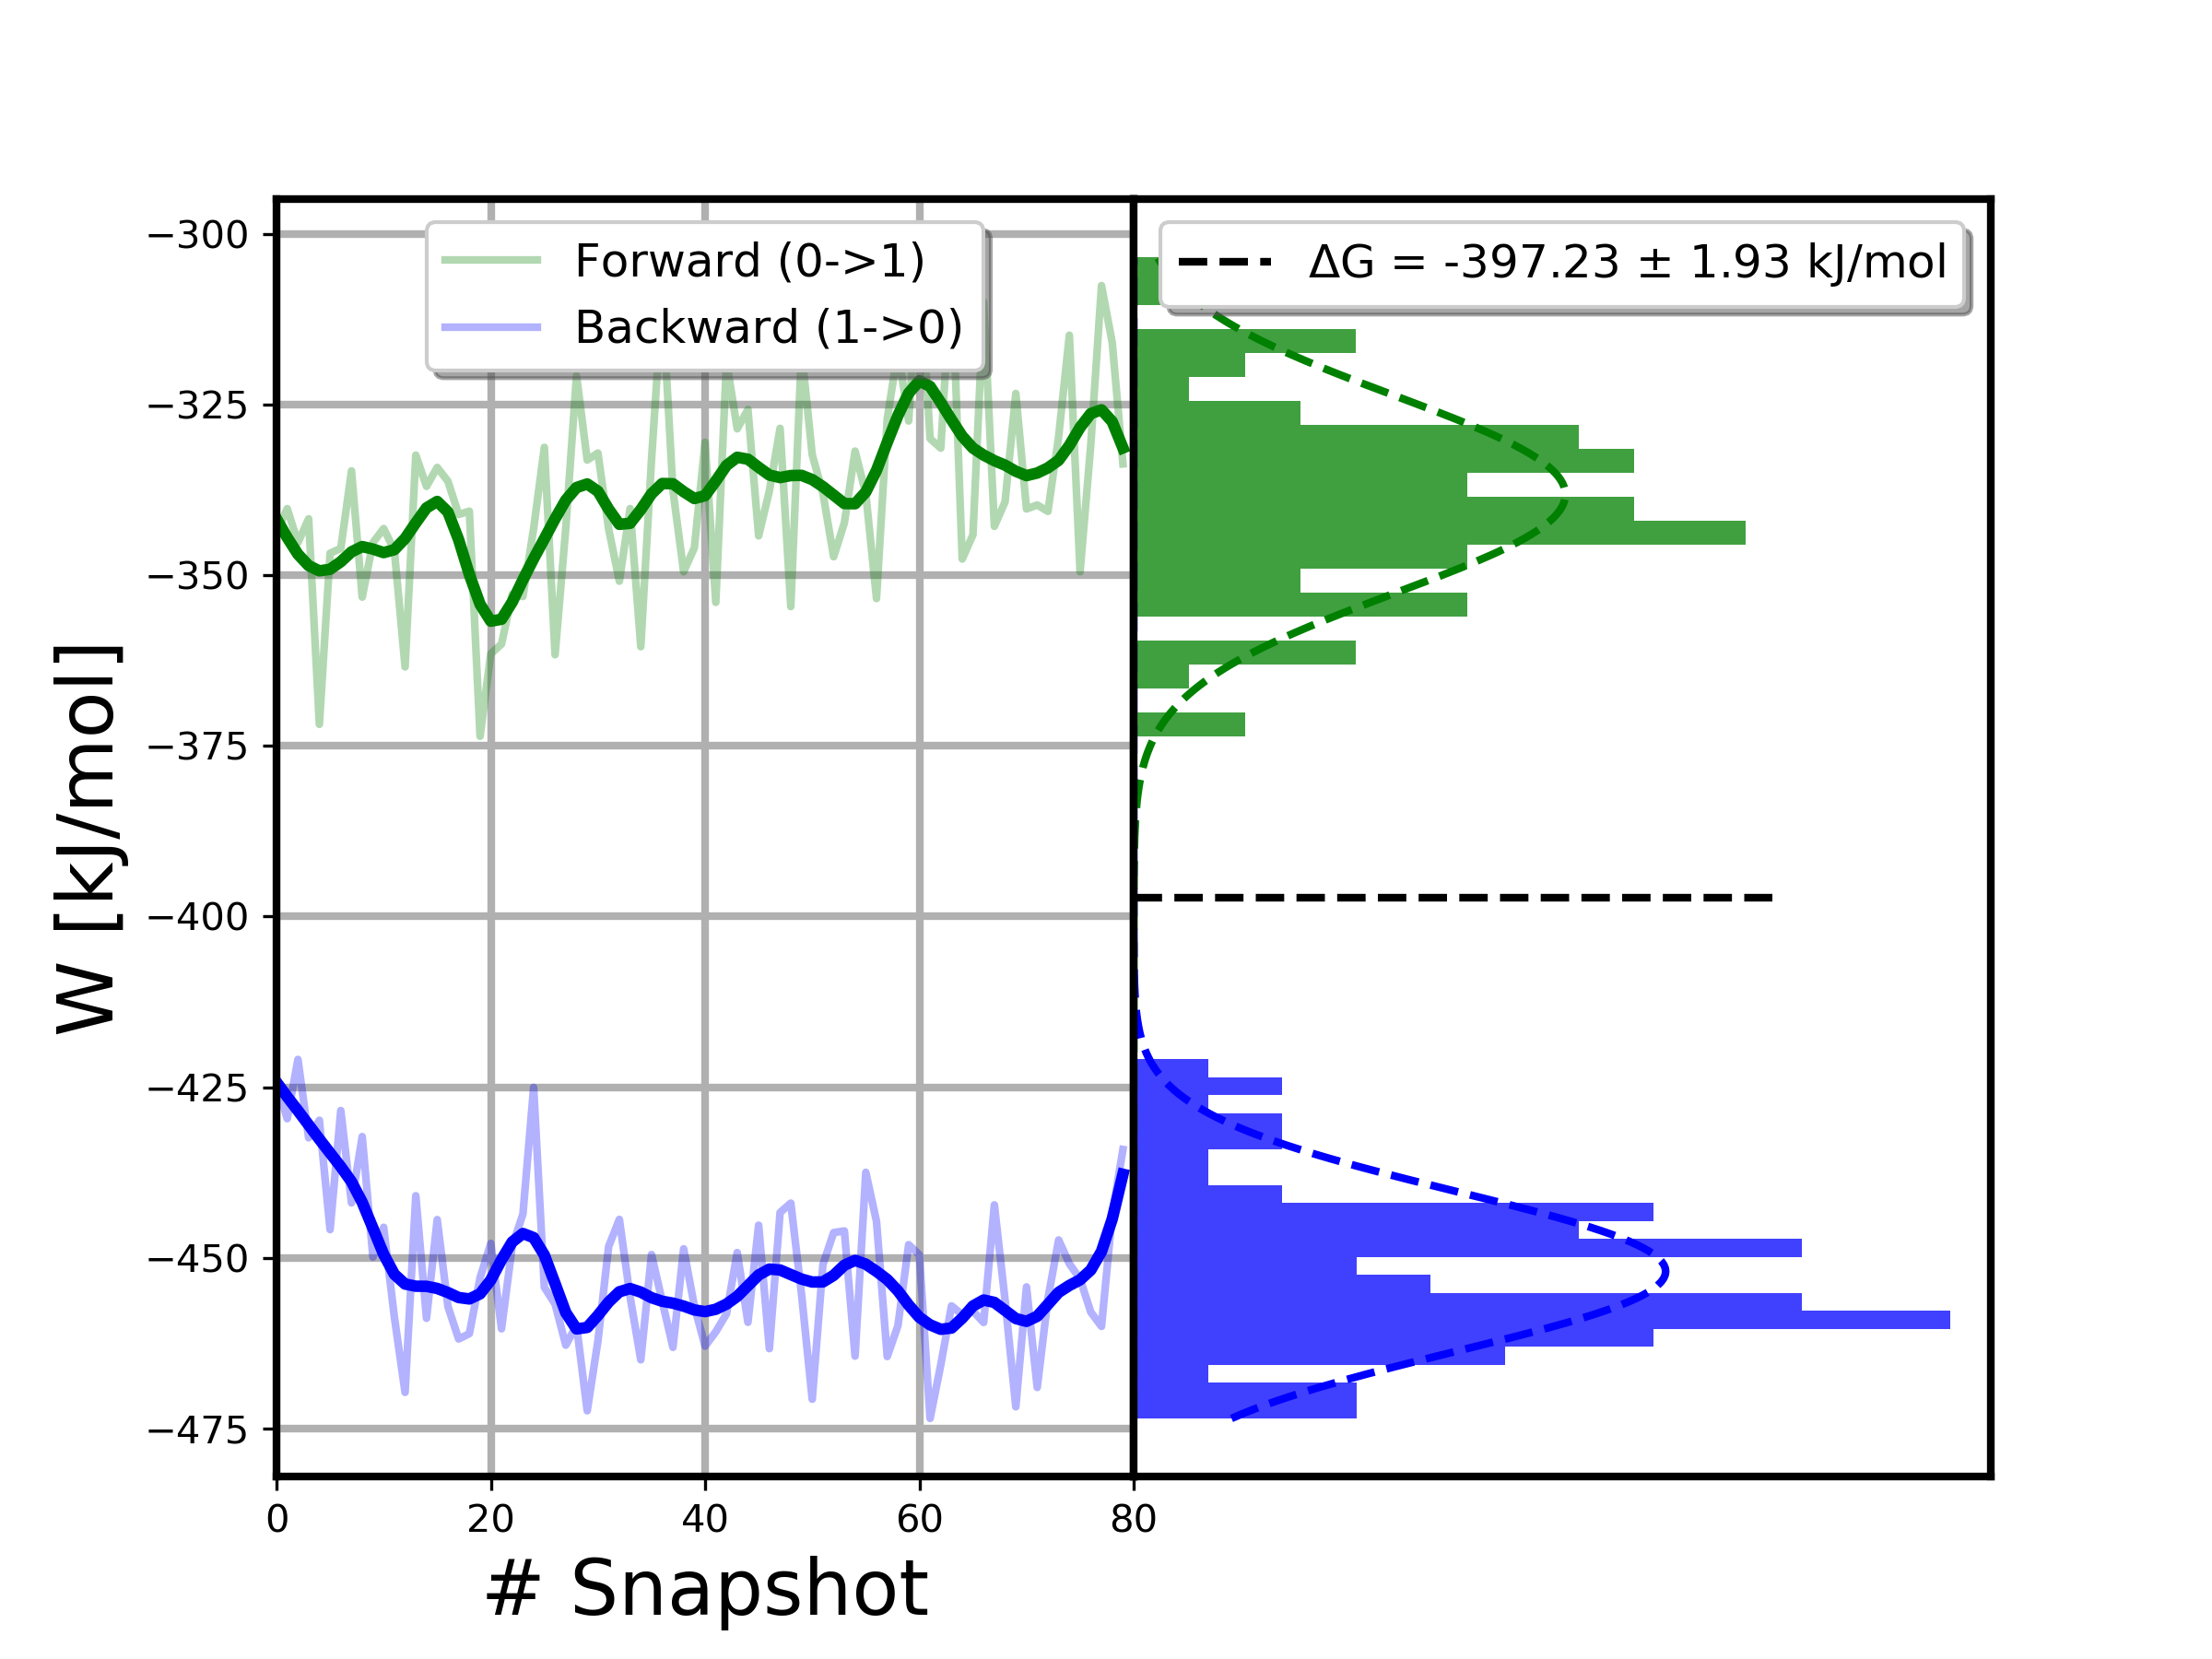 Forward (0->1)
Backward (1->0)
ΔG = -397.23 ± 1.93 kJ/mol
W [kJ/mol]
−300
−325
−350
−375
−400
−425
−450
−475
0 20 40 60 80
# Snapshot